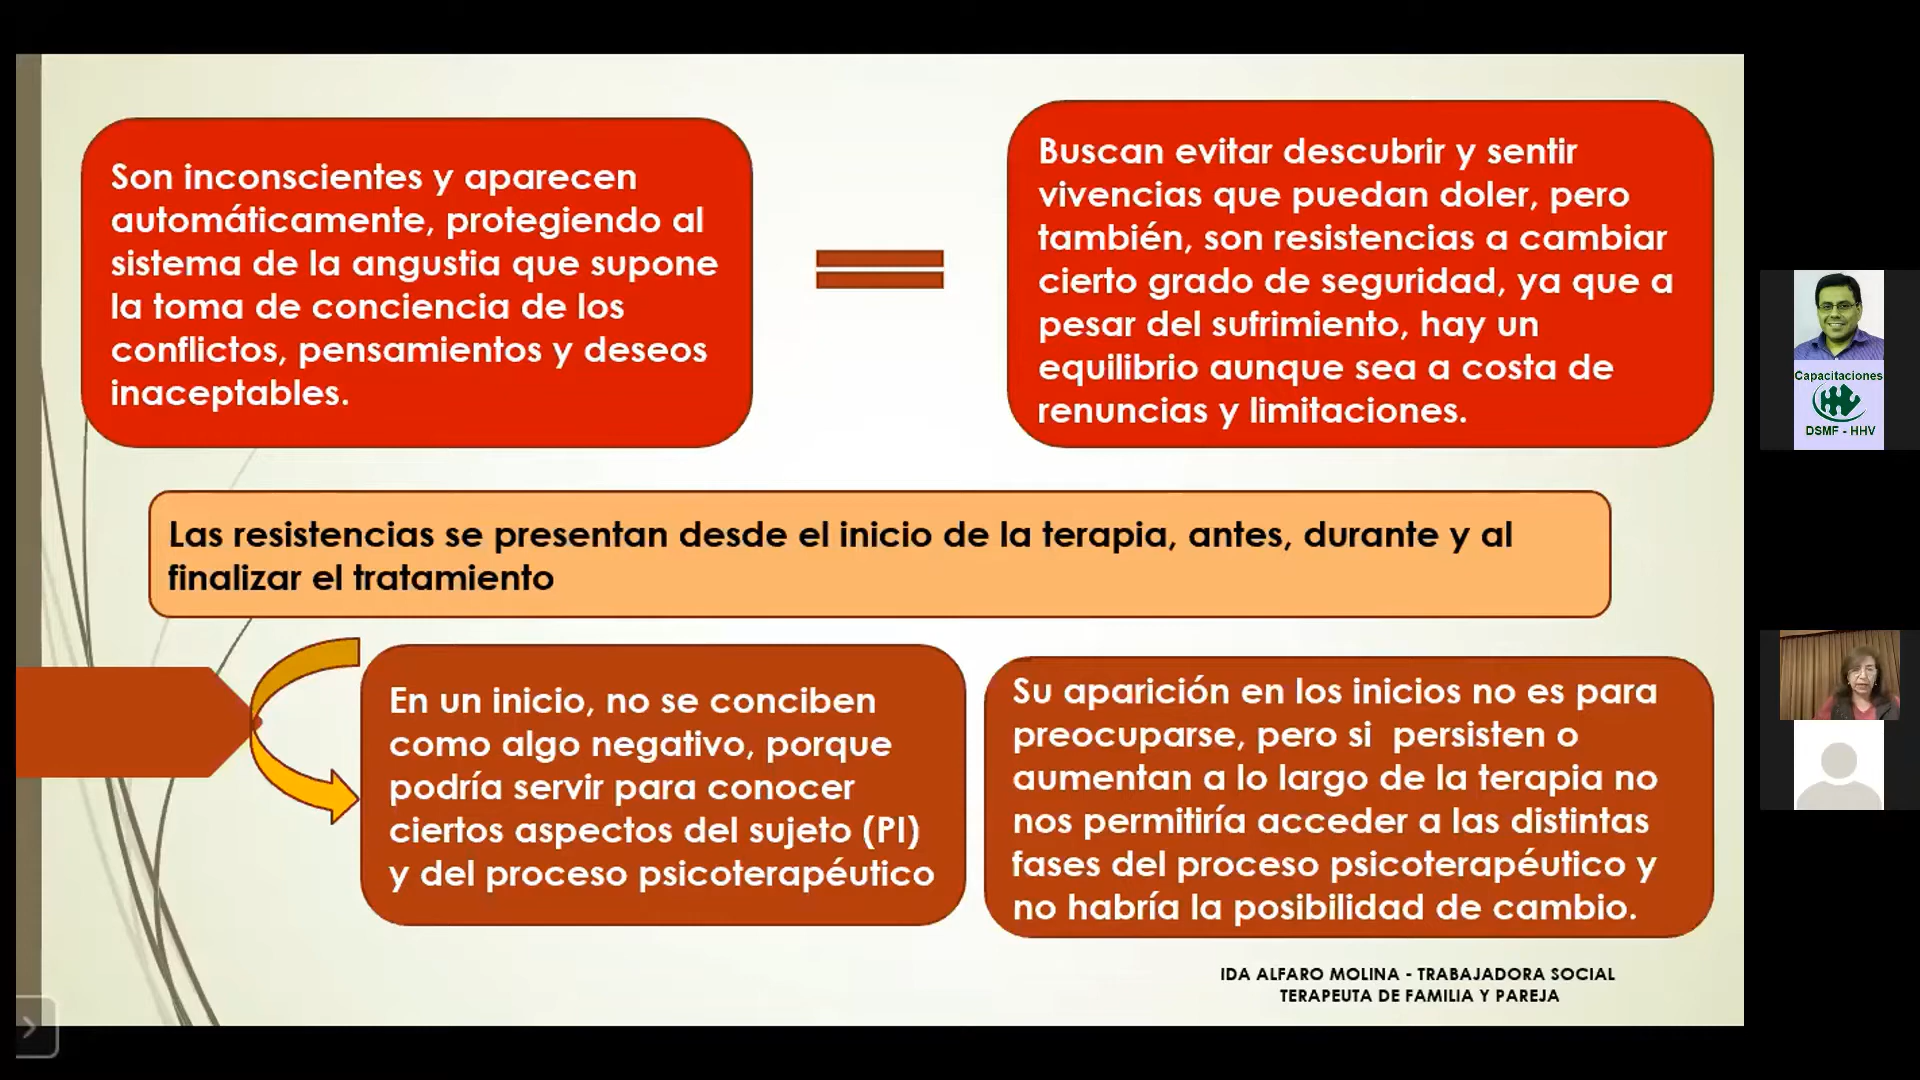 Son inconscientes y aparecen
automáticamente, protegiendo al
sistema de la angustia que supone
la toma de conciencia de los
conflictos, pensamientos y deseos
inaceptables.
Buscan evitar descubrir y sentir
vivencias que puedan doler, pero
también, son resistencias a cambiar
cierto grado de seguridad, ya que a
pesar del sufrimiento, hay un
equilibrio aunque sea a costa de
renuncias y limitaciones.
Las resistencias se presentan desde el inicio de la terapia, antes, durante y al
finalizar el tratamiento
En un inicio, no se conciben
como algo negativo, porque
podría servir para conocer
ciertos aspectos del sujeto (PI)
y del proceso psicoterapéutico
Su aparición en los inicios no es para
preocuparse, pero si  persisten o
aumentan a lo largo de la terapia no
nos permitiría acceder a las distintas
fases del proceso psicoterapéutico y
no habría la posibilidad de cambio.
IDA ALFARO MOLINA - TRABAJADORA SOCIAL
TERAPEUTA DE FAMILIA Y PAREJA
Capacitaciones
DSMF - HHV